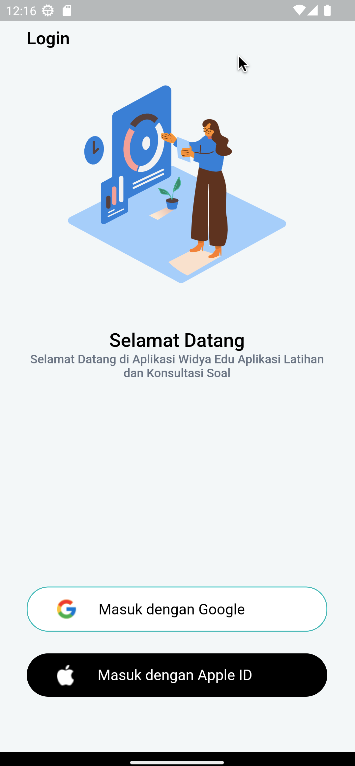 12:16
Login
Selamat Datang
Selamat Datang di Aplikasi Widya Edu Aplikasi Latihan
dan Konsultasi Soal
Masuk dengan Google
Masuk dengan Apple ID